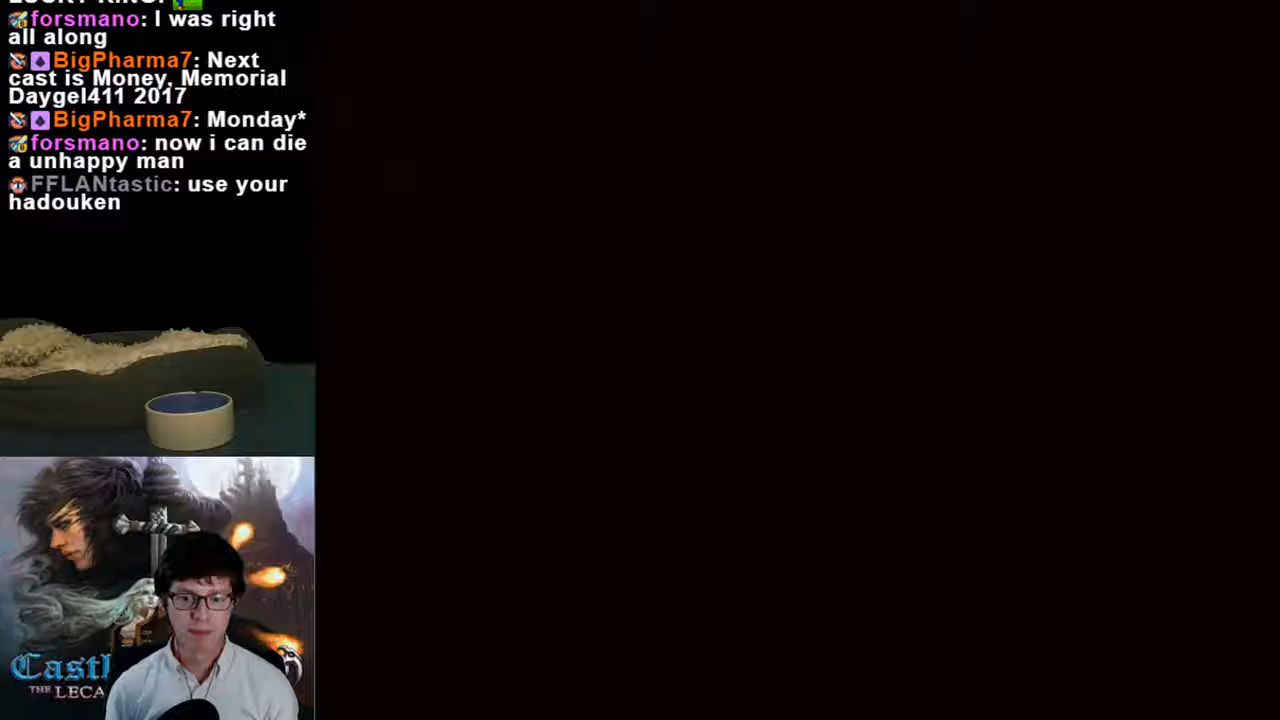 forsmano: I was right
all along
BigPharma7: Next
cast is Money, Memorial
Daygel411 2017
BigPharma7: Monday*
forsmano: now i can die
a unhappy man
FFLANtastic: use your
hadouken
Castl
THE LECA